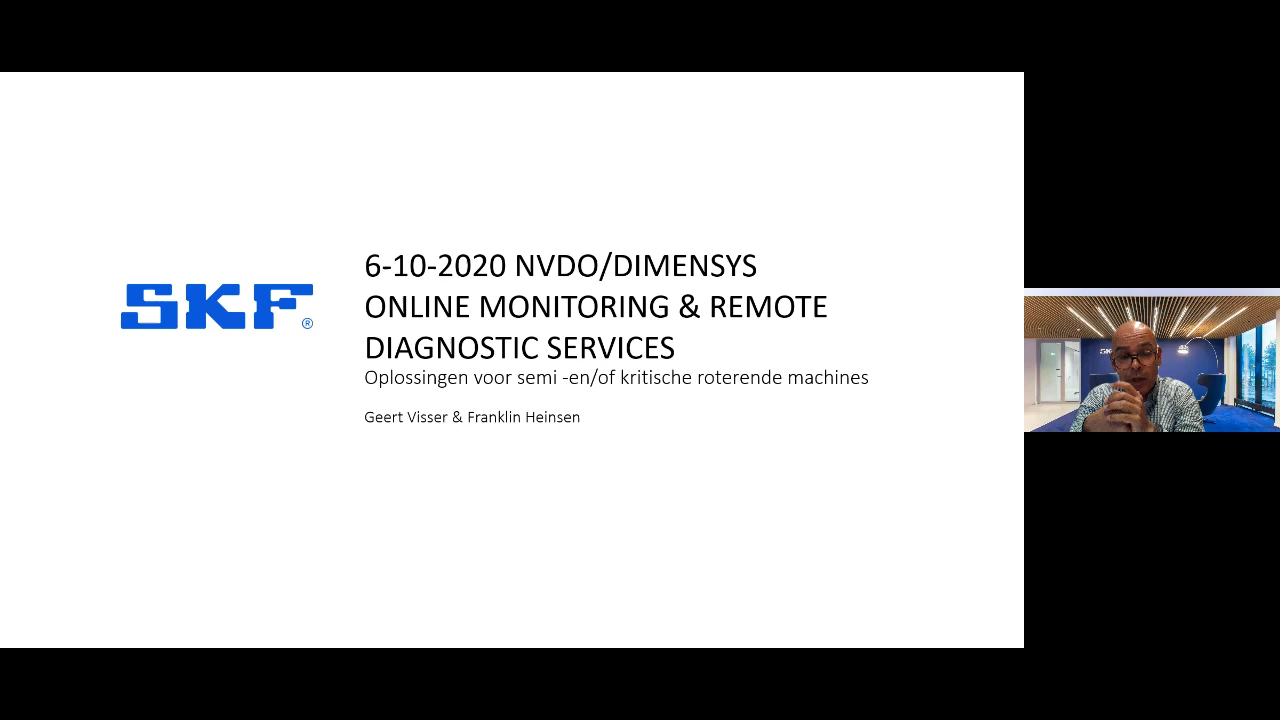 SKF®
6-10-2020 NVDO/DIMENSYS
ONLINE MONITORING & REMOTE
DIAGNOSTIC SERVICES
Oplossingen voor semi -en/of kritische roterende machines
Geert Visser & Franklin Heinsen